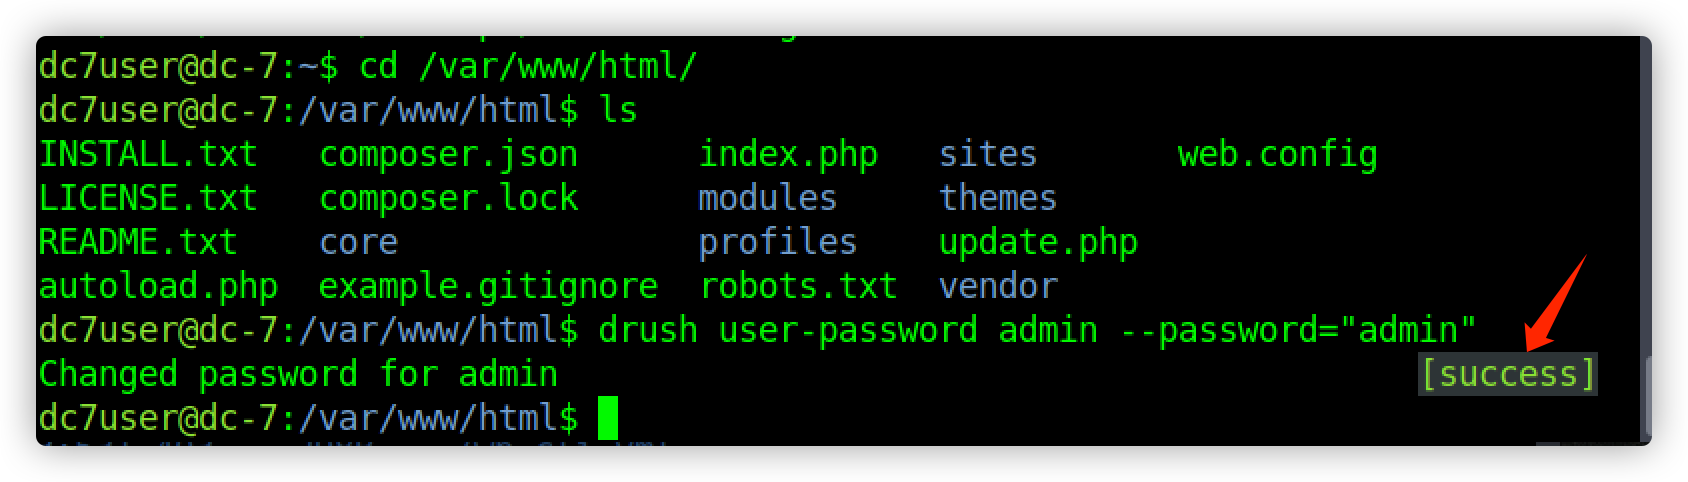 dc7user@dc-7:~$ cd /var/www/html/
dc7user@dc-7:/var/www/html$ ls
INSTALL.txt composer.json index.php sites web.config
LICENSE.txt composer.lock modules themes
README.txt core profiles update.php
autoload.php example.gitignore robots.txt vendor
dc7user@dc-7:/var/www/html$ drush user-password admin --password="admin"
Changed password for admin [success]
dc7user@dc-7:/var/www/html$